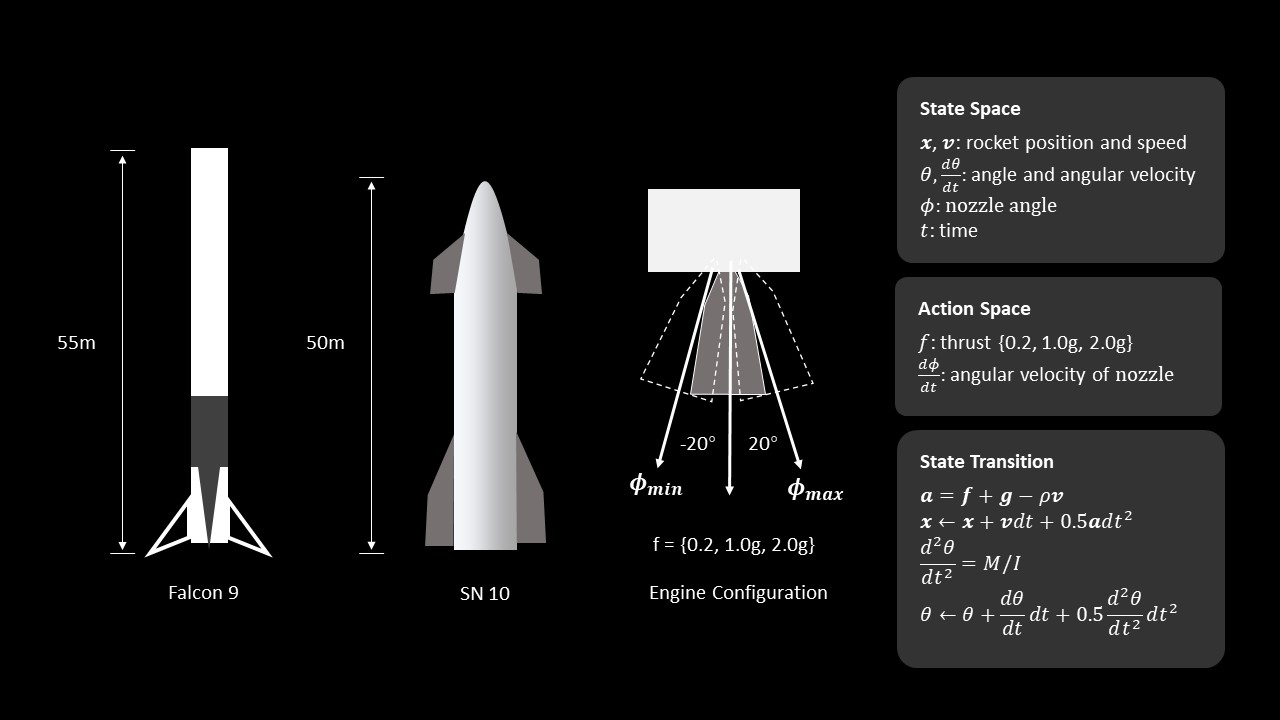 55m
Falcon 9
50m
SN 10
-20°
20°
ϕmin
ϕmax
f = {0.2, 1.0g, 2.0g}
Engine Configuration
State Space
x, v: rocket position and speed
θ, dθ/dt: angle and angular velocity
ϕ: nozzle angle
t: time
Action Space
f: thrust {0.2, 1.0g, 2.0g}
dϕ/dt: angular velocity of nozzle
State Transition
a = f + g − ρv
x ← x + vdt + 0.5adt²
d²θ/dt² = M/I
θ ← θ + dθ/dt dt + 0.5 d²θ/dt² dt²